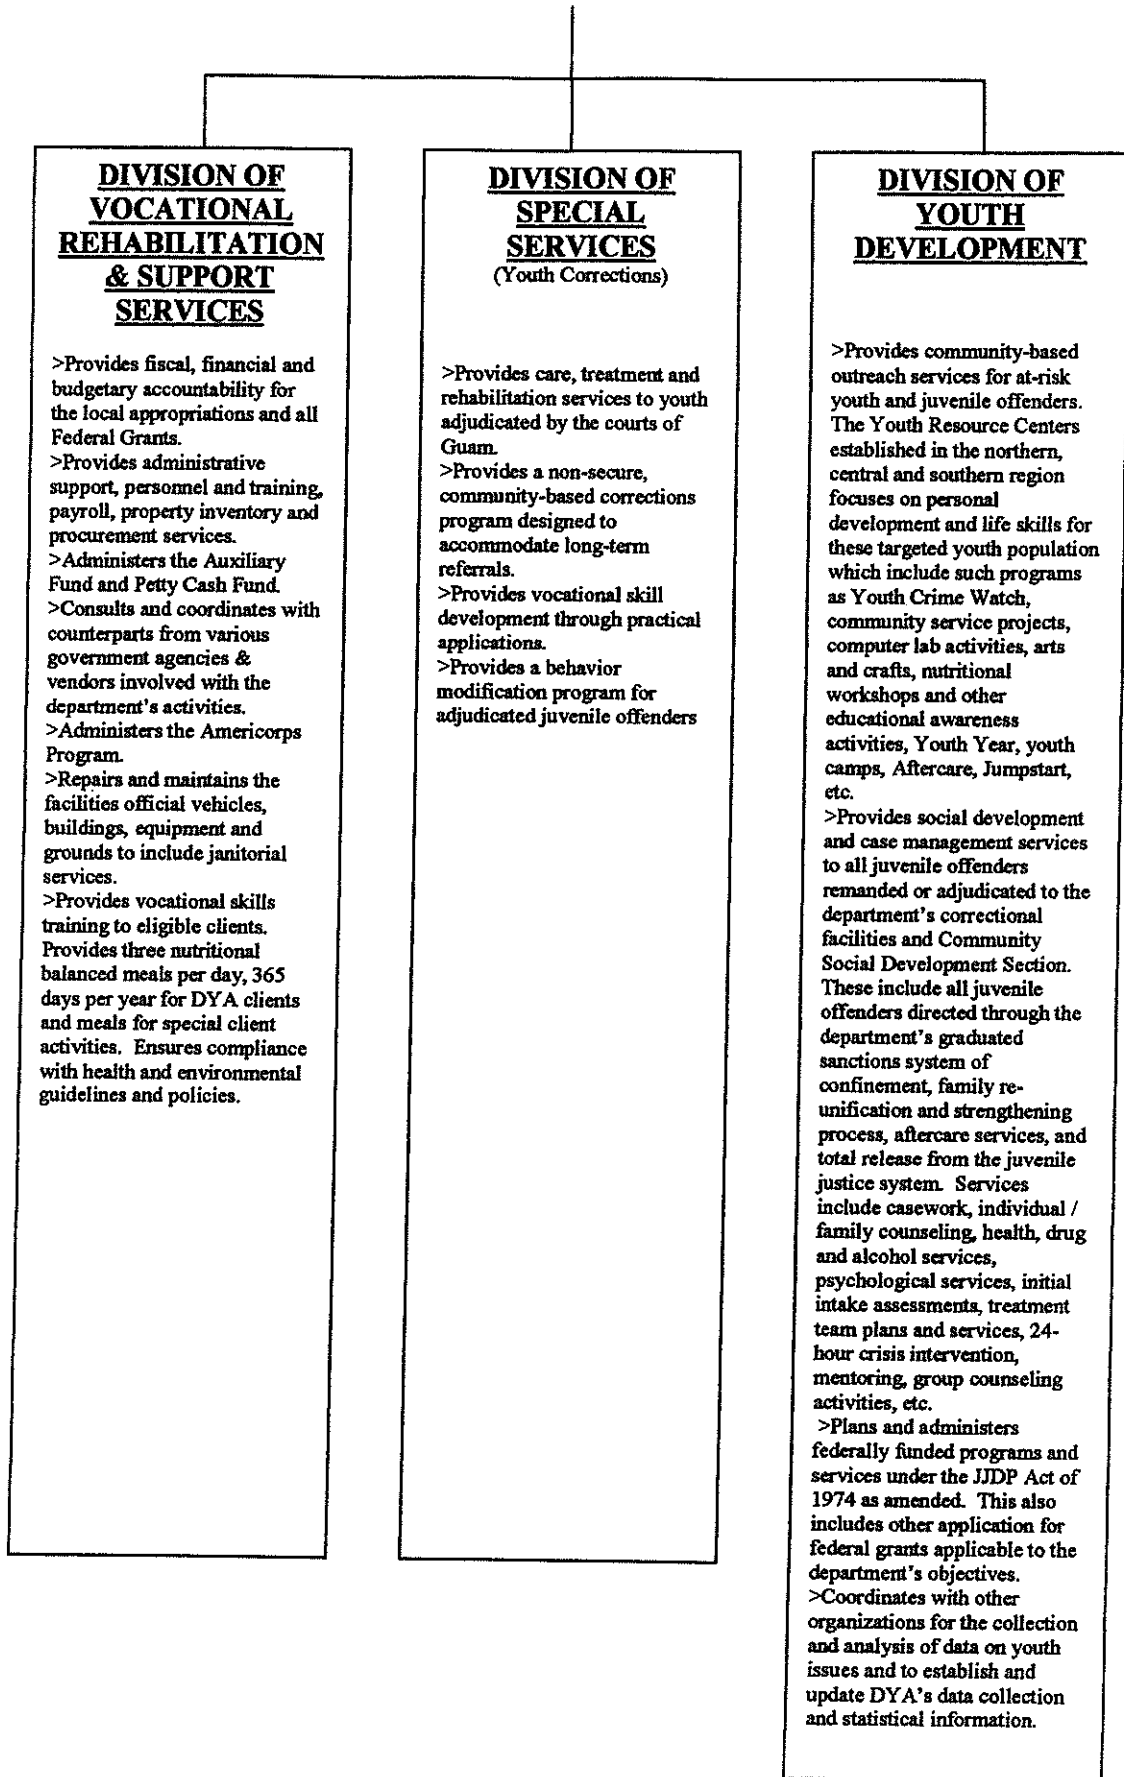 DIVISION OF
VOCATIONAL
REHABILITATION
& SUPPORT
SERVICES
>Provides fiscal, financial and
budgetary accountability for
the local appropriations and all
Federal Grants.
>Provides administrative
support, personnel and training,
payroll, property inventory and
procurement services.
>Administers the Auxiliary
Fund and Petty Cash Fund.
>Consults and coordinates with
counterparts from various
government agencies &
vendors involved with the
department's activities.
>Administers the Americorps
Program.
>Repairs and maintains the
facilities official vehicles,
buildings, equipment and
grounds to include janitorial
services.
>Provides vocational skills
training to eligible clients.
Provides three nutritional
balanced meals per day, 365
days per year for DYA clients
and meals for special client
activities. Ensures compliance
with health and environmental
guidelines and policies.
DIVISION OF
SPECIAL
SERVICES
(Youth Corrections)
>Provides care, treatment and
rehabilitation services to youth
adjudicated by the courts of
Guam.
>Provides a non-secure,
community-based corrections
program designed to
accommodate long-term
referrals.
>Provides vocational skill
development through practical
applications.
>Provides a behavior
modification program for
adjudicated juvenile offenders
DIVISION OF
YOUTH
DEVELOPMENT
>Provides community-based
outreach services for at-risk
youth and juvenile offenders.
The Youth Resource Centers
established in the northern,
central and southern region
focuses on personal
development and life skills for
these targeted youth population
which include such programs
as Youth Crime Watch,
community service projects,
computer lab activities, arts
and crafts, nutritional
workshops and other
educational awareness
activities, Youth Year, youth
camps, Aftercare, Jumpstart,
etc.
>Provides social development
and case management services
to all juvenile offenders
remanded or adjudicated to the
department's correctional
facilities and Community
Social Development Section.
These include all juvenile
offenders directed through the
department's graduated
sanctions system of
confinement, family re-
unification and strengthening
process, aftercare services, and
total release from the juvenile
justice system. Services
include casework, individual /
family counseling, health, drug
and alcohol services,
psychological services, initial
intake assessments, treatment
team plans and services, 24-
hour crisis intervention,
mentoring, group counseling
activities, etc.
>Plans and administers
federally funded programs and
services under the JJDP Act of
1974 as amended. This also
includes other application for
federal grants applicable to the
department's objectives.
>Coordinates with other
organizations for the collection
and analysis of data on youth
issues and to establish and
update DYA's data collection
and statistical information.